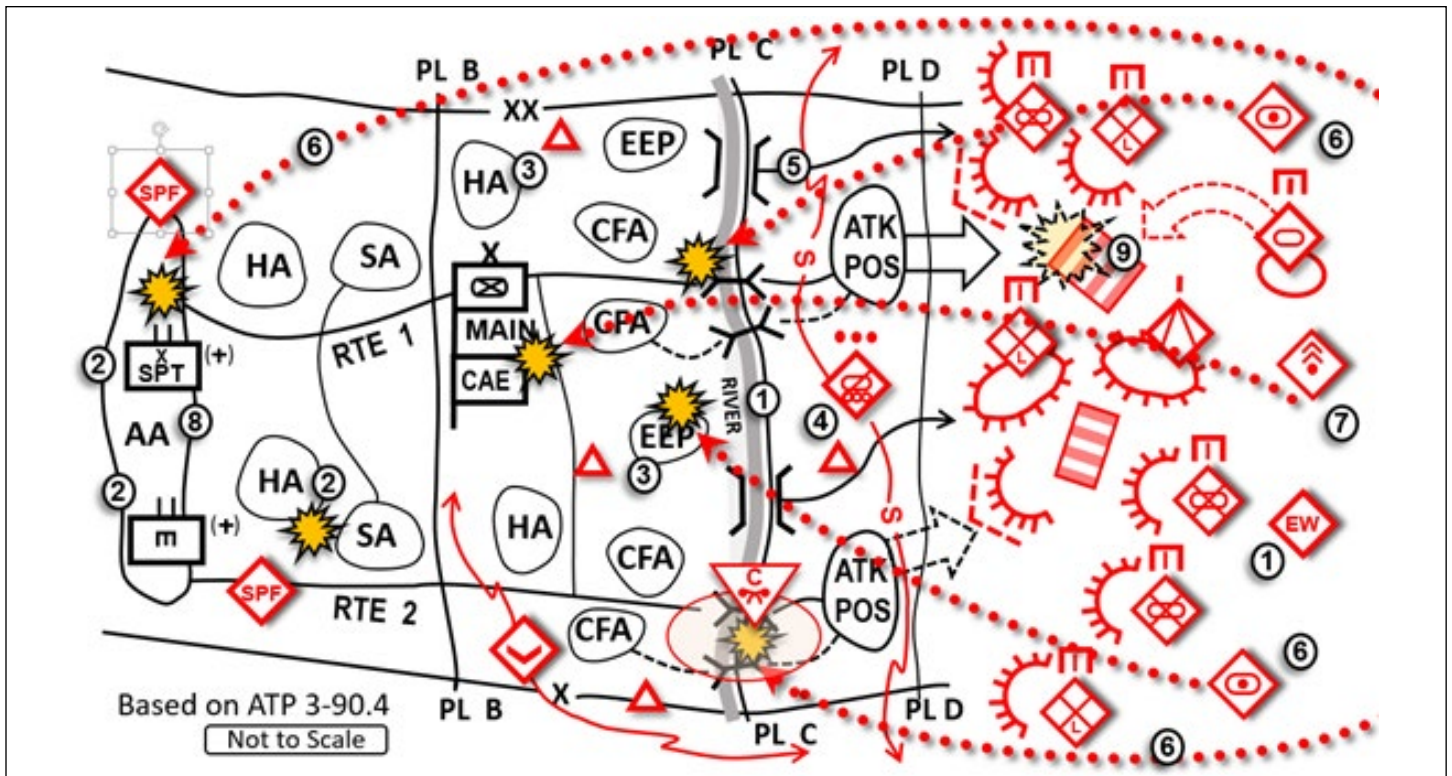 PL C
PL B
PL D
XX
6
EEP
HA
3
5
6
SPF
CFA
ATK
POS
HA
SA
S
9
X
MAIN
CFA
RTE 1
CAE
L
L
2
X
SPT
(+)
RIVER
1
4
7
AA
8
EEP
3
HA
2
2
SA
HA
S
EW
1
(+)
E
CFA
C
ATK
POS
SPF
RTE 2
CFA
6
L
Based on ATP 3-90.4
Not to Scale
PL B
X
PL C
PL D
6